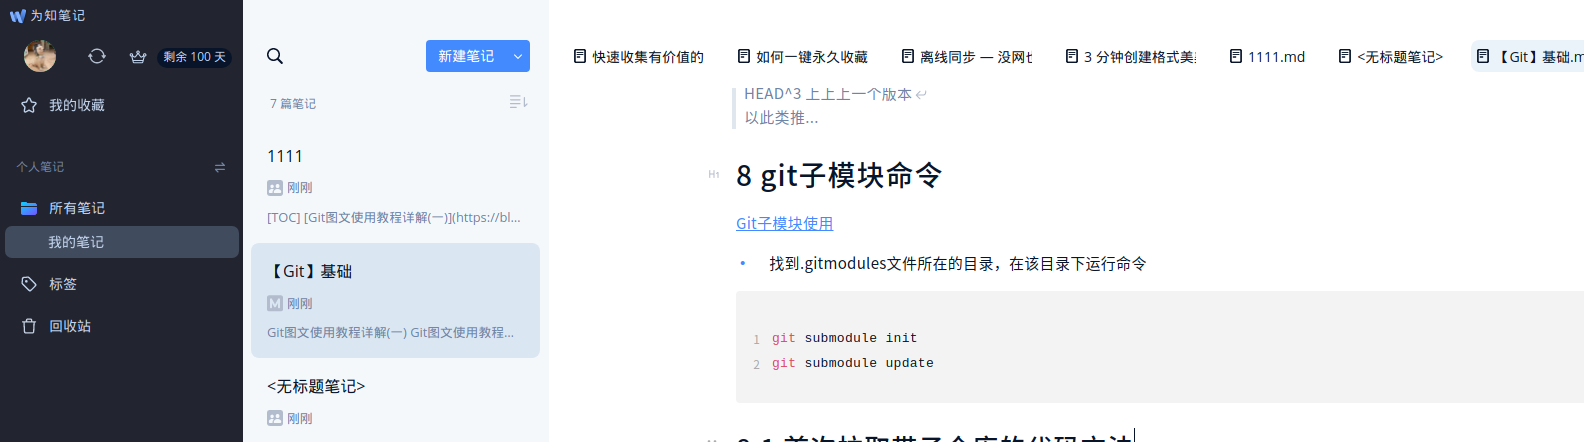 为知笔记
剩余 100 天
我的收藏
个人笔记
所有笔记
我的笔记
标签
回收站
新建笔记
7 篇笔记
1111
刚刚
[TOC] [Git图文使用教程详解(一)](https://bl...
【Git】基础
M 刚刚
Git图文使用教程详解(一) Git图文使用教程...
<无标题笔记>
刚刚
快速收集有价值的
如何一键永久收藏
离线同步 — 没网
3 分钟创建格式美
1111.md
<无标题笔记>
【Git】基础.m
HEAD^3 上上上一个版本
以此类推...
H1
8 git子模块命令
Git子模块使用
• 找到.gitmodules文件所在的目录，在该目录下运行命令
1 git submodule init
2 git submodule update